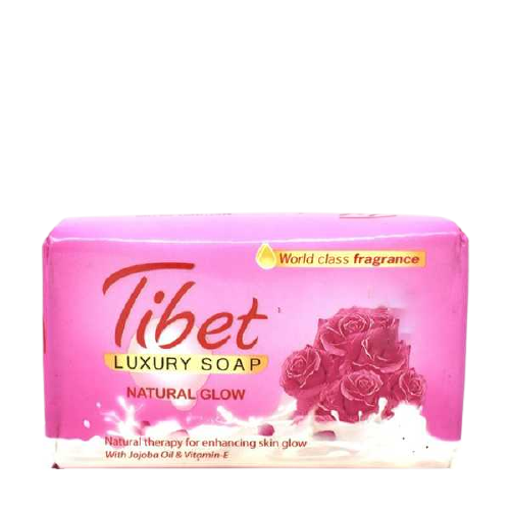 World class fragrance
Tibet
LUXURY SOAP
NATURAL GLOW
Natural therapy for enhancing skin glow
With Jojoba Oil & Vitamin-E